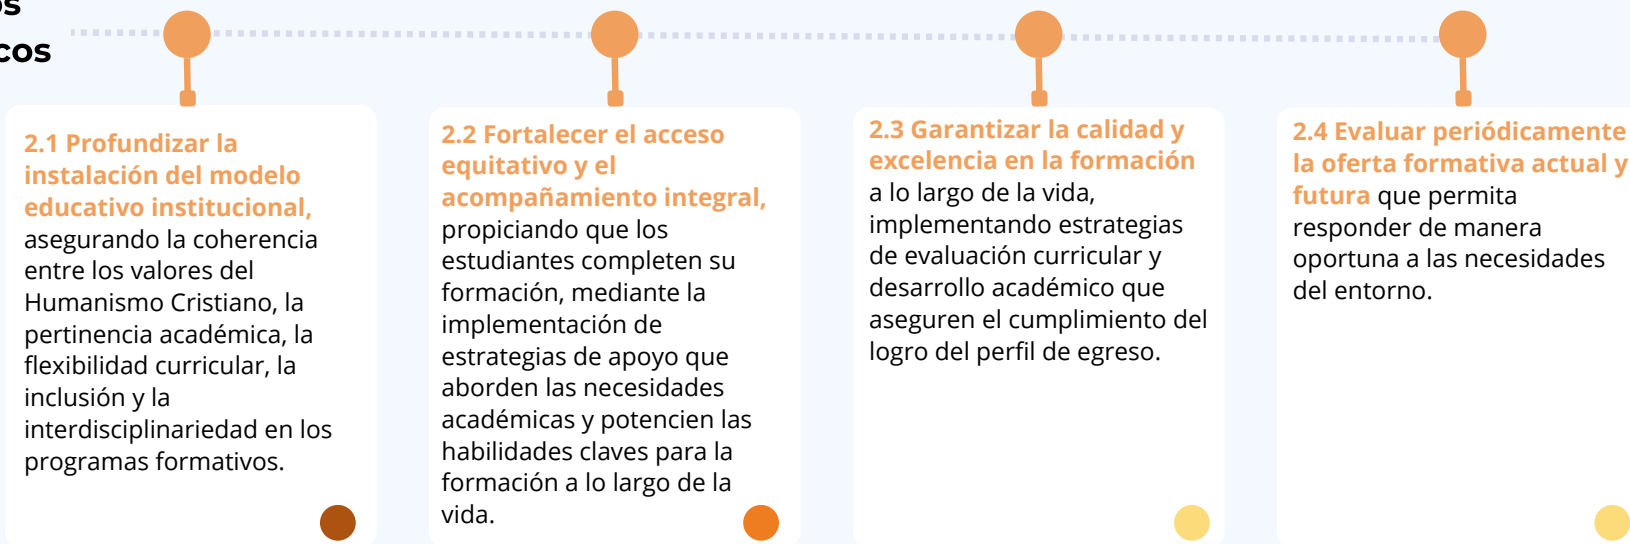 2.1 Profundizar la
instalación del modelo
educativo institucional,
asegurando la coherencia
entre los valores del
Humanismo Cristiano, la
pertinencia académica, la
flexibilidad curricular, la
inclusión y la
interdisciplinariedad en los
programas formativos.
2.2 Fortalecer el acceso
equitativo y el
acompañamiento integral,
propiciando que los
estudiantes completen su
formación, mediante la
implementación de
estrategias de apoyo que
aborden las necesidades
académicas y potencien las
habilidades claves para la
formación a lo largo de la
vida.
2.3 Garantizar la calidad y
excelencia en la formación
a lo largo de la vida,
implementando estrategias
de evaluación curricular y
desarrollo académico que
aseguren el cumplimiento del
logro del perfil de egreso.
2.4 Evaluar periódicamente
la oferta formativa actual y
futura que permita
responder de manera
oportuna a las necesidades
del entorno.